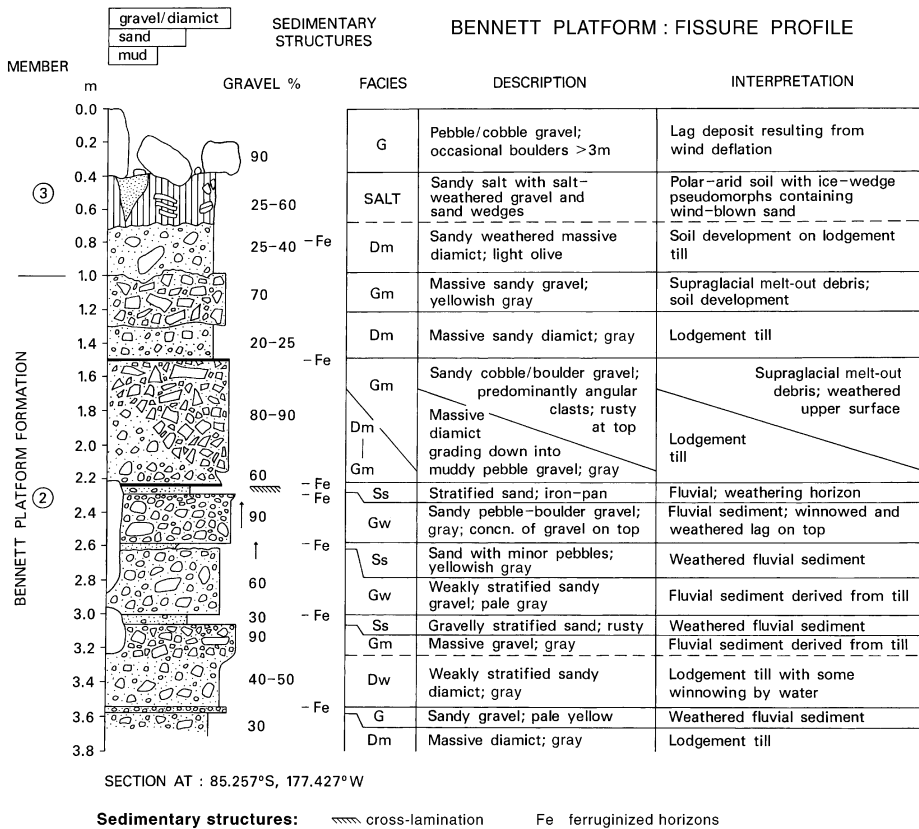 gravel/diamict
sand
mud
SEDIMENTARY
STRUCTURES
BENNETT PLATFORM : FISSURE PROFILE
MEMBER
m
GRAVEL %
FACIES
DESCRIPTION
INTERPRETATION
0.0
0.2
0.4
0.6
0.8
1.0
1.2
1.4
1.6
1.8
2.0
2.2
2.4
2.6
2.8
3.0
3.2
3.4
3.6
3.8
3
2
BENNETT PLATFORM FORMATION
90
25-60
25-40
Fe
70
20-25
Fe
80-90
60
Fe
Fe
90
Fe
60
30
Fe
90
40-50
Fe
30
G
Pebble/cobble gravel;
occasional boulders >3m
Lag deposit resulting from
wind deflation
SALT
Sandy salt with salt-
weathered gravel and
sand wedges
Polar-arid soil with ice-wedge
pseudomorphs containing
wind-blown sand
Dm
Sandy weathered massive
diamict; light olive
Soil development on lodgement
till
Gm
Massive sandy gravel;
yellowish gray
Supraglacial melt-out debris;
soil development
Dm
Massive sandy diamict; gray
Lodgement till
Gm
Sandy cobble/boulder gravel;
predominantly angular
clasts; rusty
at top
Supraglacial melt-out
debris; weathered
upper surface
Dm
Gm
Massive
diamict
grading down into
muddy pebble gravel; gray
Lodgement
till
Ss
Stratified sand; iron-pan
Fluvial; weathering horizon
Gw
Sandy pebble-boulder gravel;
gray; concn. of gravel on top
Fluvial sediment; winnowed and
weathered lag on top
Ss
Sand with minor pebbles;
yellowish gray
Weathered fluvial sediment
Gw
Weakly stratified sandy
gravel; pale gray
Fluvial sediment derived from till
Ss
Gravelly stratified sand; rusty
Weathered fluvial sediment
Gm
Massive gravel; gray
Fluvial sediment derived from till
Dw
Weakly stratified sandy
diamict; gray
Lodgement till with some
winnowing by water
G
Sandy gravel; pale yellow
Weathered fluvial sediment
Dm
Massive diamict; gray
Lodgement till
SECTION AT : 85.257°S, 177.427°W
Sedimentary structures: cross-lamination Fe ferruginized horizons